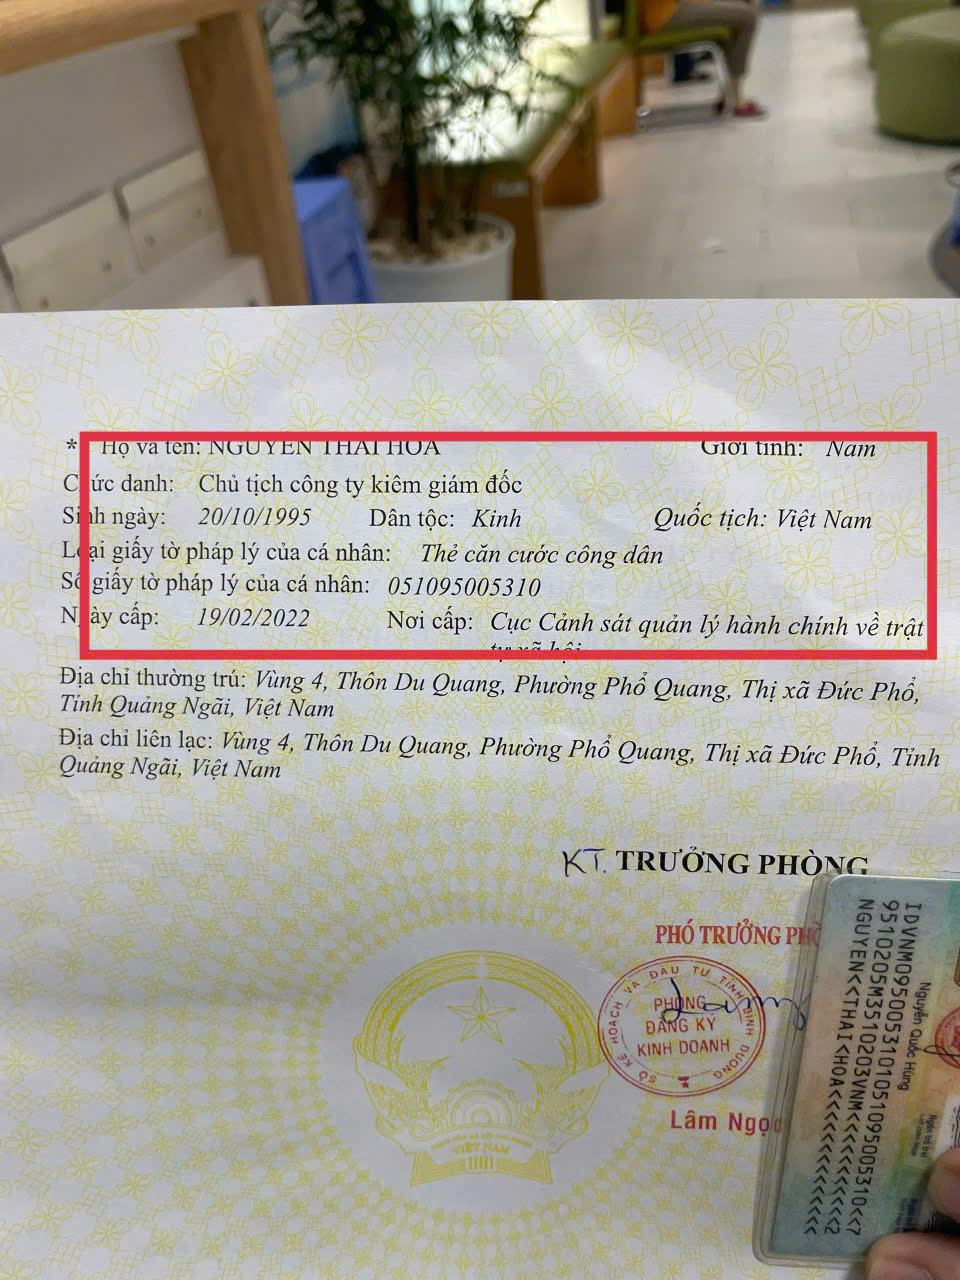 * Họ và tên: NGUYỄN THÁI HÒA Giới tính: Nam
Chức danh: Chủ tịch công ty kiêm giám đốc
Sinh ngày: 20/10/1995 Dân tộc: Kinh Quốc tịch: Việt Nam
Loại giấy tờ pháp lý của cá nhân: Thẻ căn cước công dân
Số giấy tờ pháp lý của cá nhân: 051095005310
Ngày cấp: 19/02/2022 Nơi cấp: Cục Cảnh sát quản lý hành chính về trật
tự xã hội
Địa chỉ thường trú: Vùng 4, Thôn Du Quang, Phường Phổ Quang, Thị xã Đức Phổ,
Tỉnh Quảng Ngãi, Việt Nam
Địa chỉ liên lạc: Vùng 4, Thôn Du Quang, Phường Phổ Quang, Thị xã Đức Phổ, Tỉnh
Quảng Ngãi, Việt Nam
KT. TRƯỞNG PHÒNG
PHÓ TRƯỞNG
SỞ KẾ HOẠCH VÀ ĐẦU TƯ TỈNH BÌNH DƯƠNG
PHÒNG
ĐĂNG KÝ
KINH DOANH
Lâm Ngọc
VIỆT NAM
Nguyễn Quốc Hùng
IDVNM0950053101051095005310<<7
9510205M3510203VNM<<<<<<<<<<<2
NGUYEN<<THAI<HOA<<<<<<<<<<<<<<
Ngón trỏ trái